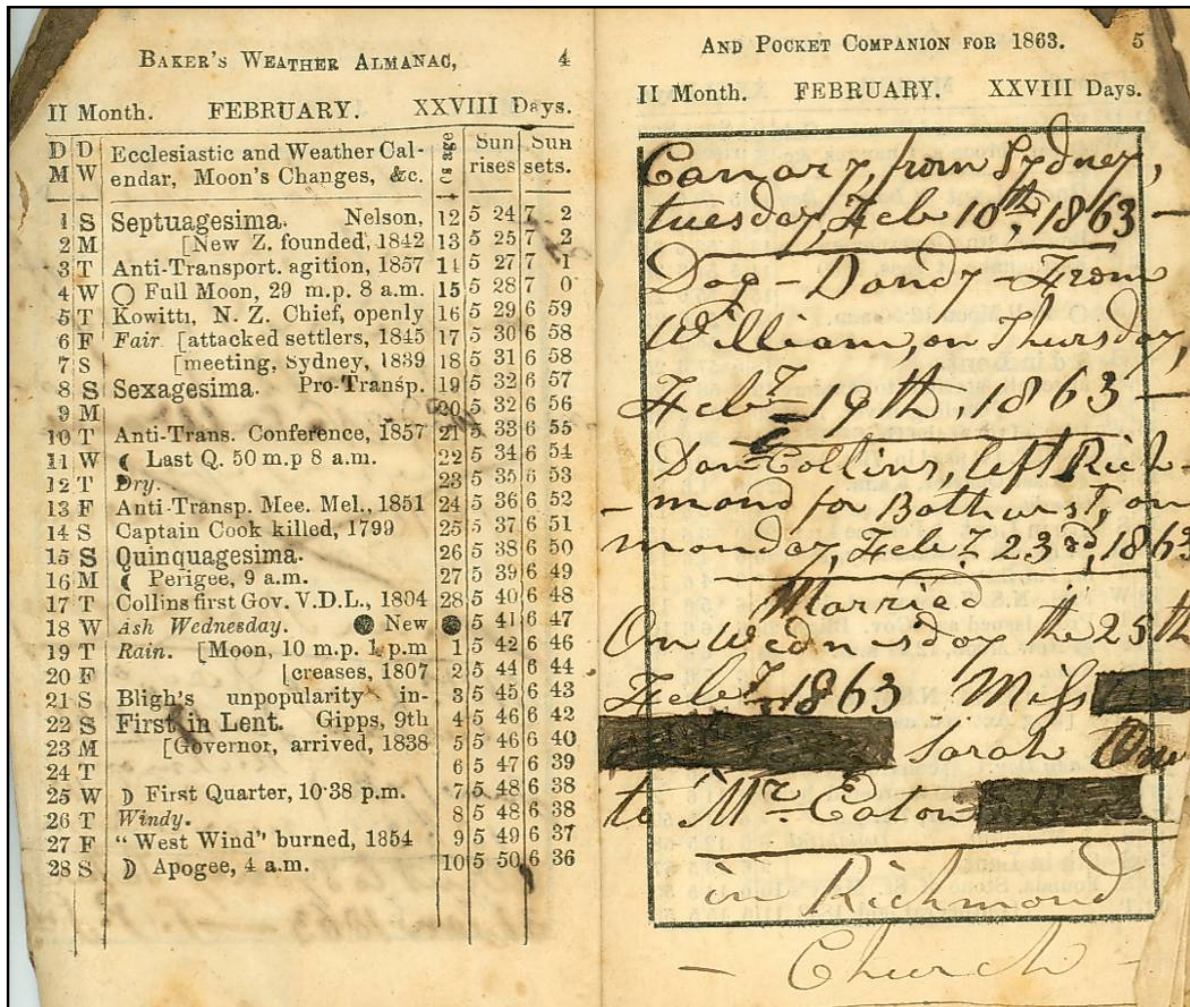 BAKER'S WEATHER ALMANAC, 4
II Month. FEBRUARY. XXVIII Days.
D D Ecclesiastic and Weather Cal- ('s age Sun Sun
M W endar, Moon's Changes, &c. rises sets.
1 S Septuagesima. Nelson, 12 5 24 7 2
2 M [New Z. founded, 1842 13 5 25 7 2
3 T Anti-Transport. agition, 1857 14 5 27 7 1
4 W ○ Full Moon, 29 m.p. 8 a.m. 15 5 28 7 0
5 T Kowitti, N. Z. Chief, openly 16 5 29 6 59
6 F Fair [attacked settlers, 1845 17 5 30 6 58
7 S [meeting, Sydney, 1839 18 5 31 6 58
8 S Sexagesima. Pro-Transp. 19 5 32 6 57
9 M 20 5 32 6 56
10 T Anti-Trans. Conference, 1857 21 5 33 6 55
11 W ☾ Last Q. 50 m.p 8 a.m. 22 5 34 6 54
12 T Dry. 23 5 35 6 53
13 F Anti-Transp. Mee. Mel., 1851 24 5 36 6 52
14 S Captain Cook killed, 1799 25 5 37 6 51
15 S Quinquagesima. 26 5 38 6 50
16 M ☾ Perigee, 9 a.m. 27 5 39 6 49
17 T Collins first Gov. V.D.L., 1804 28 5 40 6 48
18 W Ash Wednesday. ● New ● 5 41 6 47
19 T Rain. [Moon, 10 m.p. 1 p.m 1 5 42 6 46
20 F [creases, 1807 2 5 44 6 44
21 S Bligh's unpopularity in- 3 5 45 6 43
22 S First in Lent. Gipps, 9th 4 5 46 6 42
23 M [Governor, arrived, 1838 5 5 46 6 40
24 T 6 5 47 6 39
25 W ☽ First Quarter, 10·38 p.m. 7 5 48 6 38
26 T Windy. 8 5 48 6 38
27 F "West Wind" burned, 1854 9 5 49 6 37
28 S ☽ Apogee, 4 a.m. 10 5 50 6 36
AND POCKET COMPANION FOR 1863. 5
II Month. FEBRUARY. XXVIII Days.
Canary, from Sydney,
tuesday, Feb 10th, 1863 —
Dog - Dandy - From
William, on Thursday,
Feby 19th, 1863 —
Dan Collins, left Rich-
- mond for Bathurst, on
monday, Feby 23rd, 1863
Married
On Wednesday the 25th
Feby, 1863 Miss
Sarah
to Mr. Eaton
in Richmond
- Church -